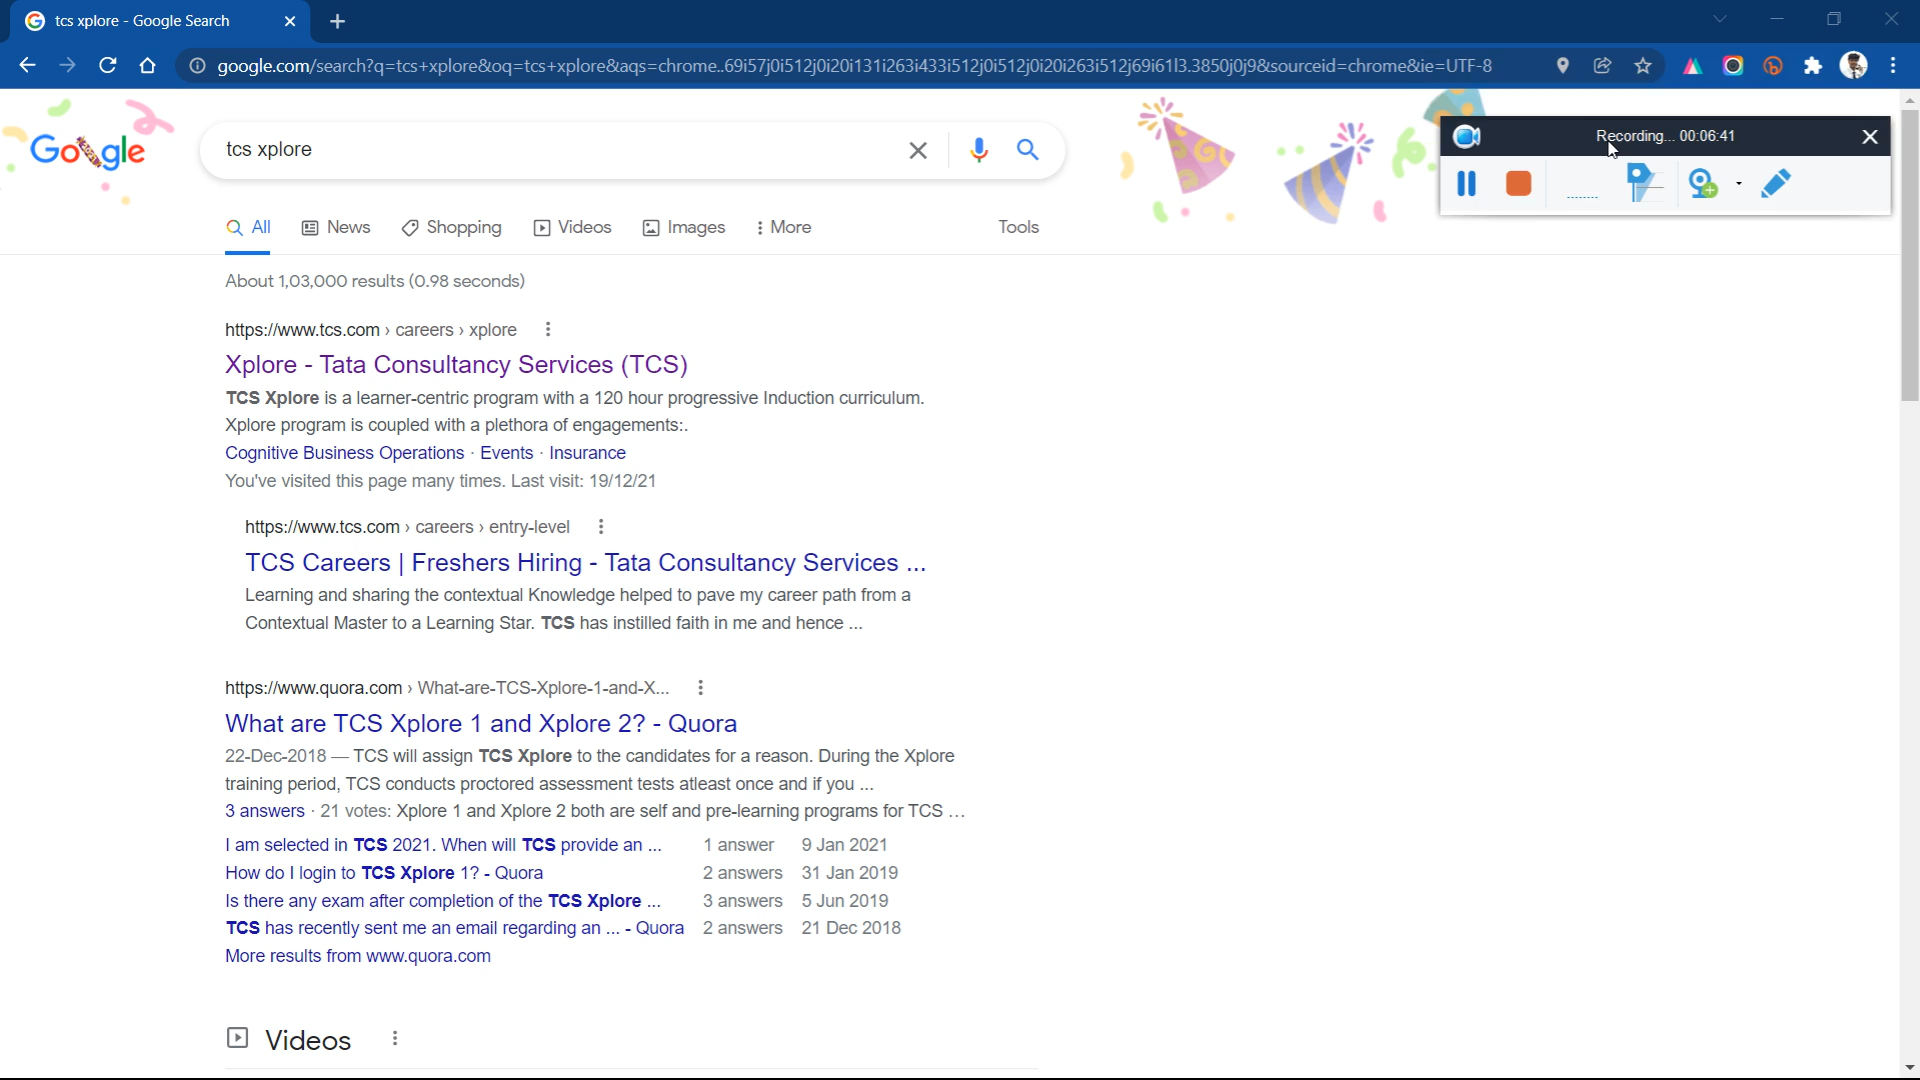 tcs xplore - Google Search
google.com/search?q=tcs+xplore&oq=tcs+xplore&aqs=chrome..69i57j0i512j0i20i131i263i433i512j0i512j0i20i263i512j69i61l3.3850j0j9&sourceid=chrome&ie=UTF-8
Google
tcs xplore
Recording... 00:06:41
All News Shopping Videos Images More Tools
About 1,03,000 results (0.98 seconds)
https://www.tcs.com › careers › xplore
Xplore - Tata Consultancy Services (TCS)
TCS Xplore is a learner-centric program with a 120 hour progressive Induction curriculum.
Xplore program is coupled with a plethora of engagements:.
Cognitive Business Operations · Events · Insurance
You've visited this page many times. Last visit: 19/12/21
https://www.tcs.com › careers › entry-level
TCS Careers | Freshers Hiring - Tata Consultancy Services ...
Learning and sharing the contextual Knowledge helped to pave my career path from a
Contextual Master to a Learning Star. TCS has instilled faith in me and hence ...
https://www.quora.com › What-are-TCS-Xplore-1-and-X...
What are TCS Xplore 1 and Xplore 2? - Quora
22-Dec-2018 — TCS will assign TCS Xplore to the candidates for a reason. During the Xplore
training period, TCS conducts proctored assessment tests atleast once and if you ...
3 answers · 21 votes: Xplore 1 and Xplore 2 both are self and pre-learning programs for TCS ...
I am selected in TCS 2021. When will TCS provide an ... 1 answer 9 Jan 2021
How do I login to TCS Xplore 1? - Quora 2 answers 31 Jan 2019
Is there any exam after completion of the TCS Xplore ... 3 answers 5 Jun 2019
TCS has recently sent me an email regarding an ... - Quora 2 answers 21 Dec 2018
More results from www.quora.com
Videos